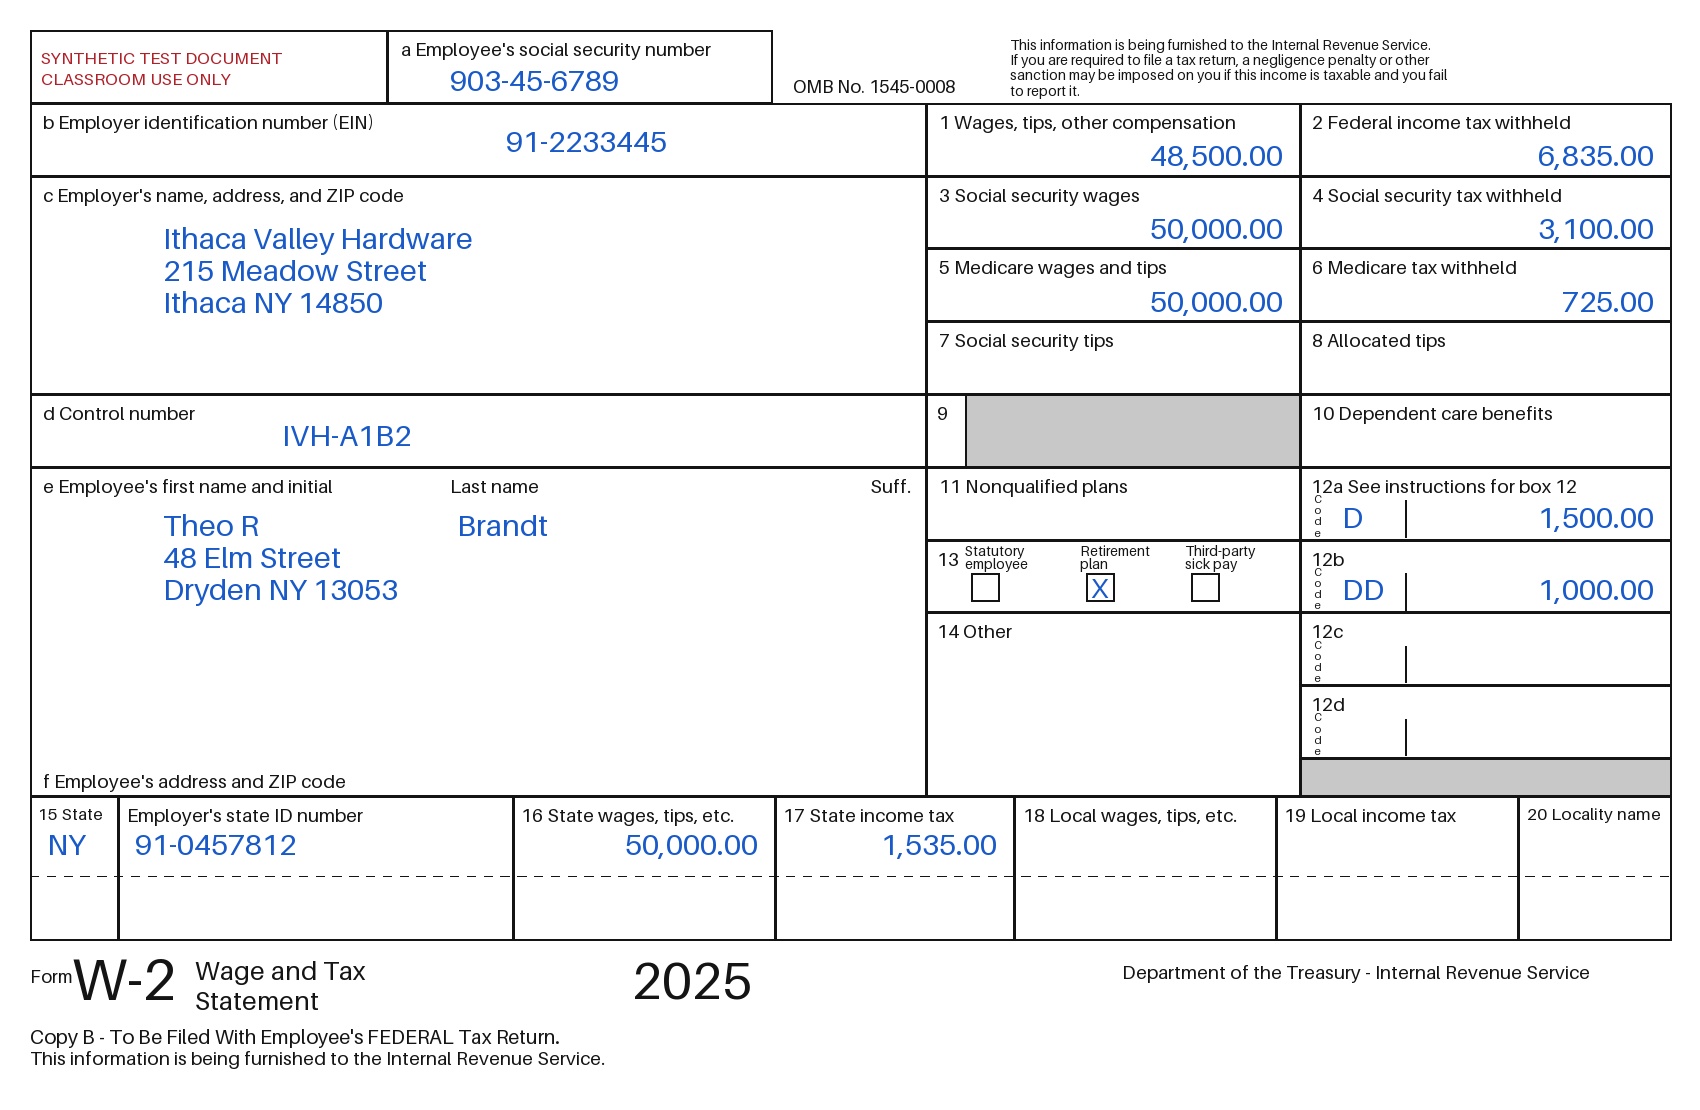 SYNTHETIC TEST DOCUMENT
CLASSROOM USE ONLY
a Employee's social security number
903-45-6789
OMB No. 1545-0008
This information is being furnished to the Internal Revenue Service.
If you are required to file a tax return, a negligence penalty or other
sanction may be imposed on you if this income is taxable and you fail
to report it.
b Employer identification number (EIN)
91-2233445
1 Wages, tips, other compensation
48,500.00
2 Federal income tax withheld
6,835.00
c Employer's name, address, and ZIP code
Ithaca Valley Hardware
215 Meadow Street
Ithaca NY 14850
3 Social security wages
50,000.00
4 Social security tax withheld
3,100.00
5 Medicare wages and tips
50,000.00
6 Medicare tax withheld
725.00
7 Social security tips
8 Allocated tips
d Control number
IVH-A1B2
9
10 Dependent care benefits
e Employee's first name and initial Last name Suff.
Theo R Brandt
48 Elm Street
Dryden NY 13053
f Employee's address and ZIP code
11 Nonqualified plans
12a See instructions for box 12
Code D 1,500.00
13 Statutory employee Retirement plan Third-party sick pay
X
12b
Code DD 1,000.00
14 Other
12c
Code
12d
Code
15 State Employer's state ID number 16 State wages, tips, etc. 17 State income tax 18 Local wages, tips, etc. 19 Local income tax 20 Locality name
NY 91-0457812 50,000.00 1,535.00
Form W-2 Wage and Tax
Statement
2025
Department of the Treasury - Internal Revenue Service
Copy B - To Be Filed With Employee's FEDERAL Tax Return.
This information is being furnished to the Internal Revenue Service.